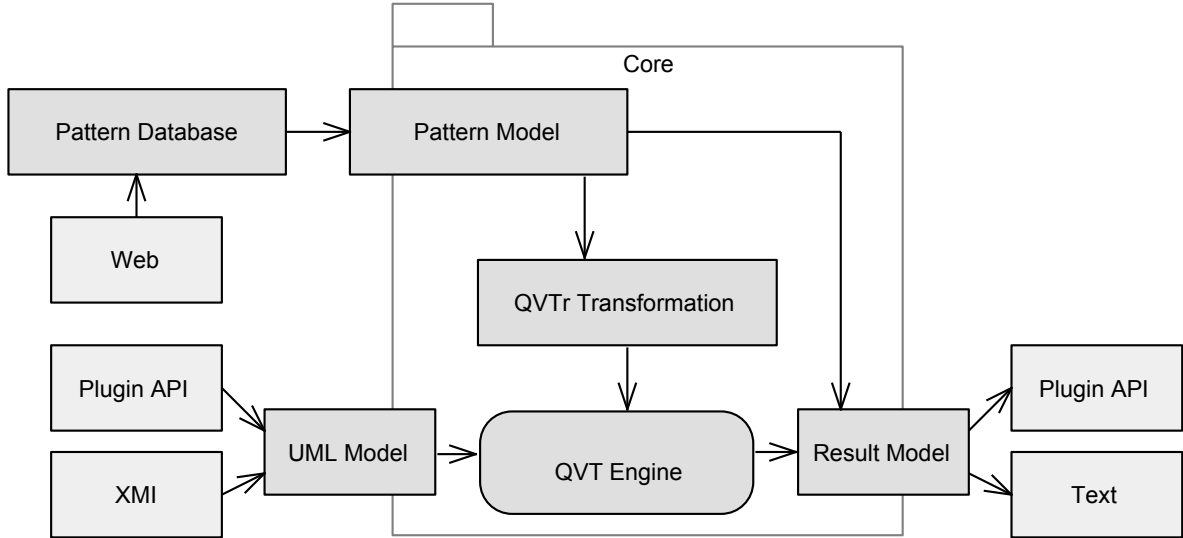 Core
Pattern Database
Pattern Model
Web
QVTr Transformation
Plugin API
Plugin API
UML Model
QVT Engine
Result Model
XMI
Text